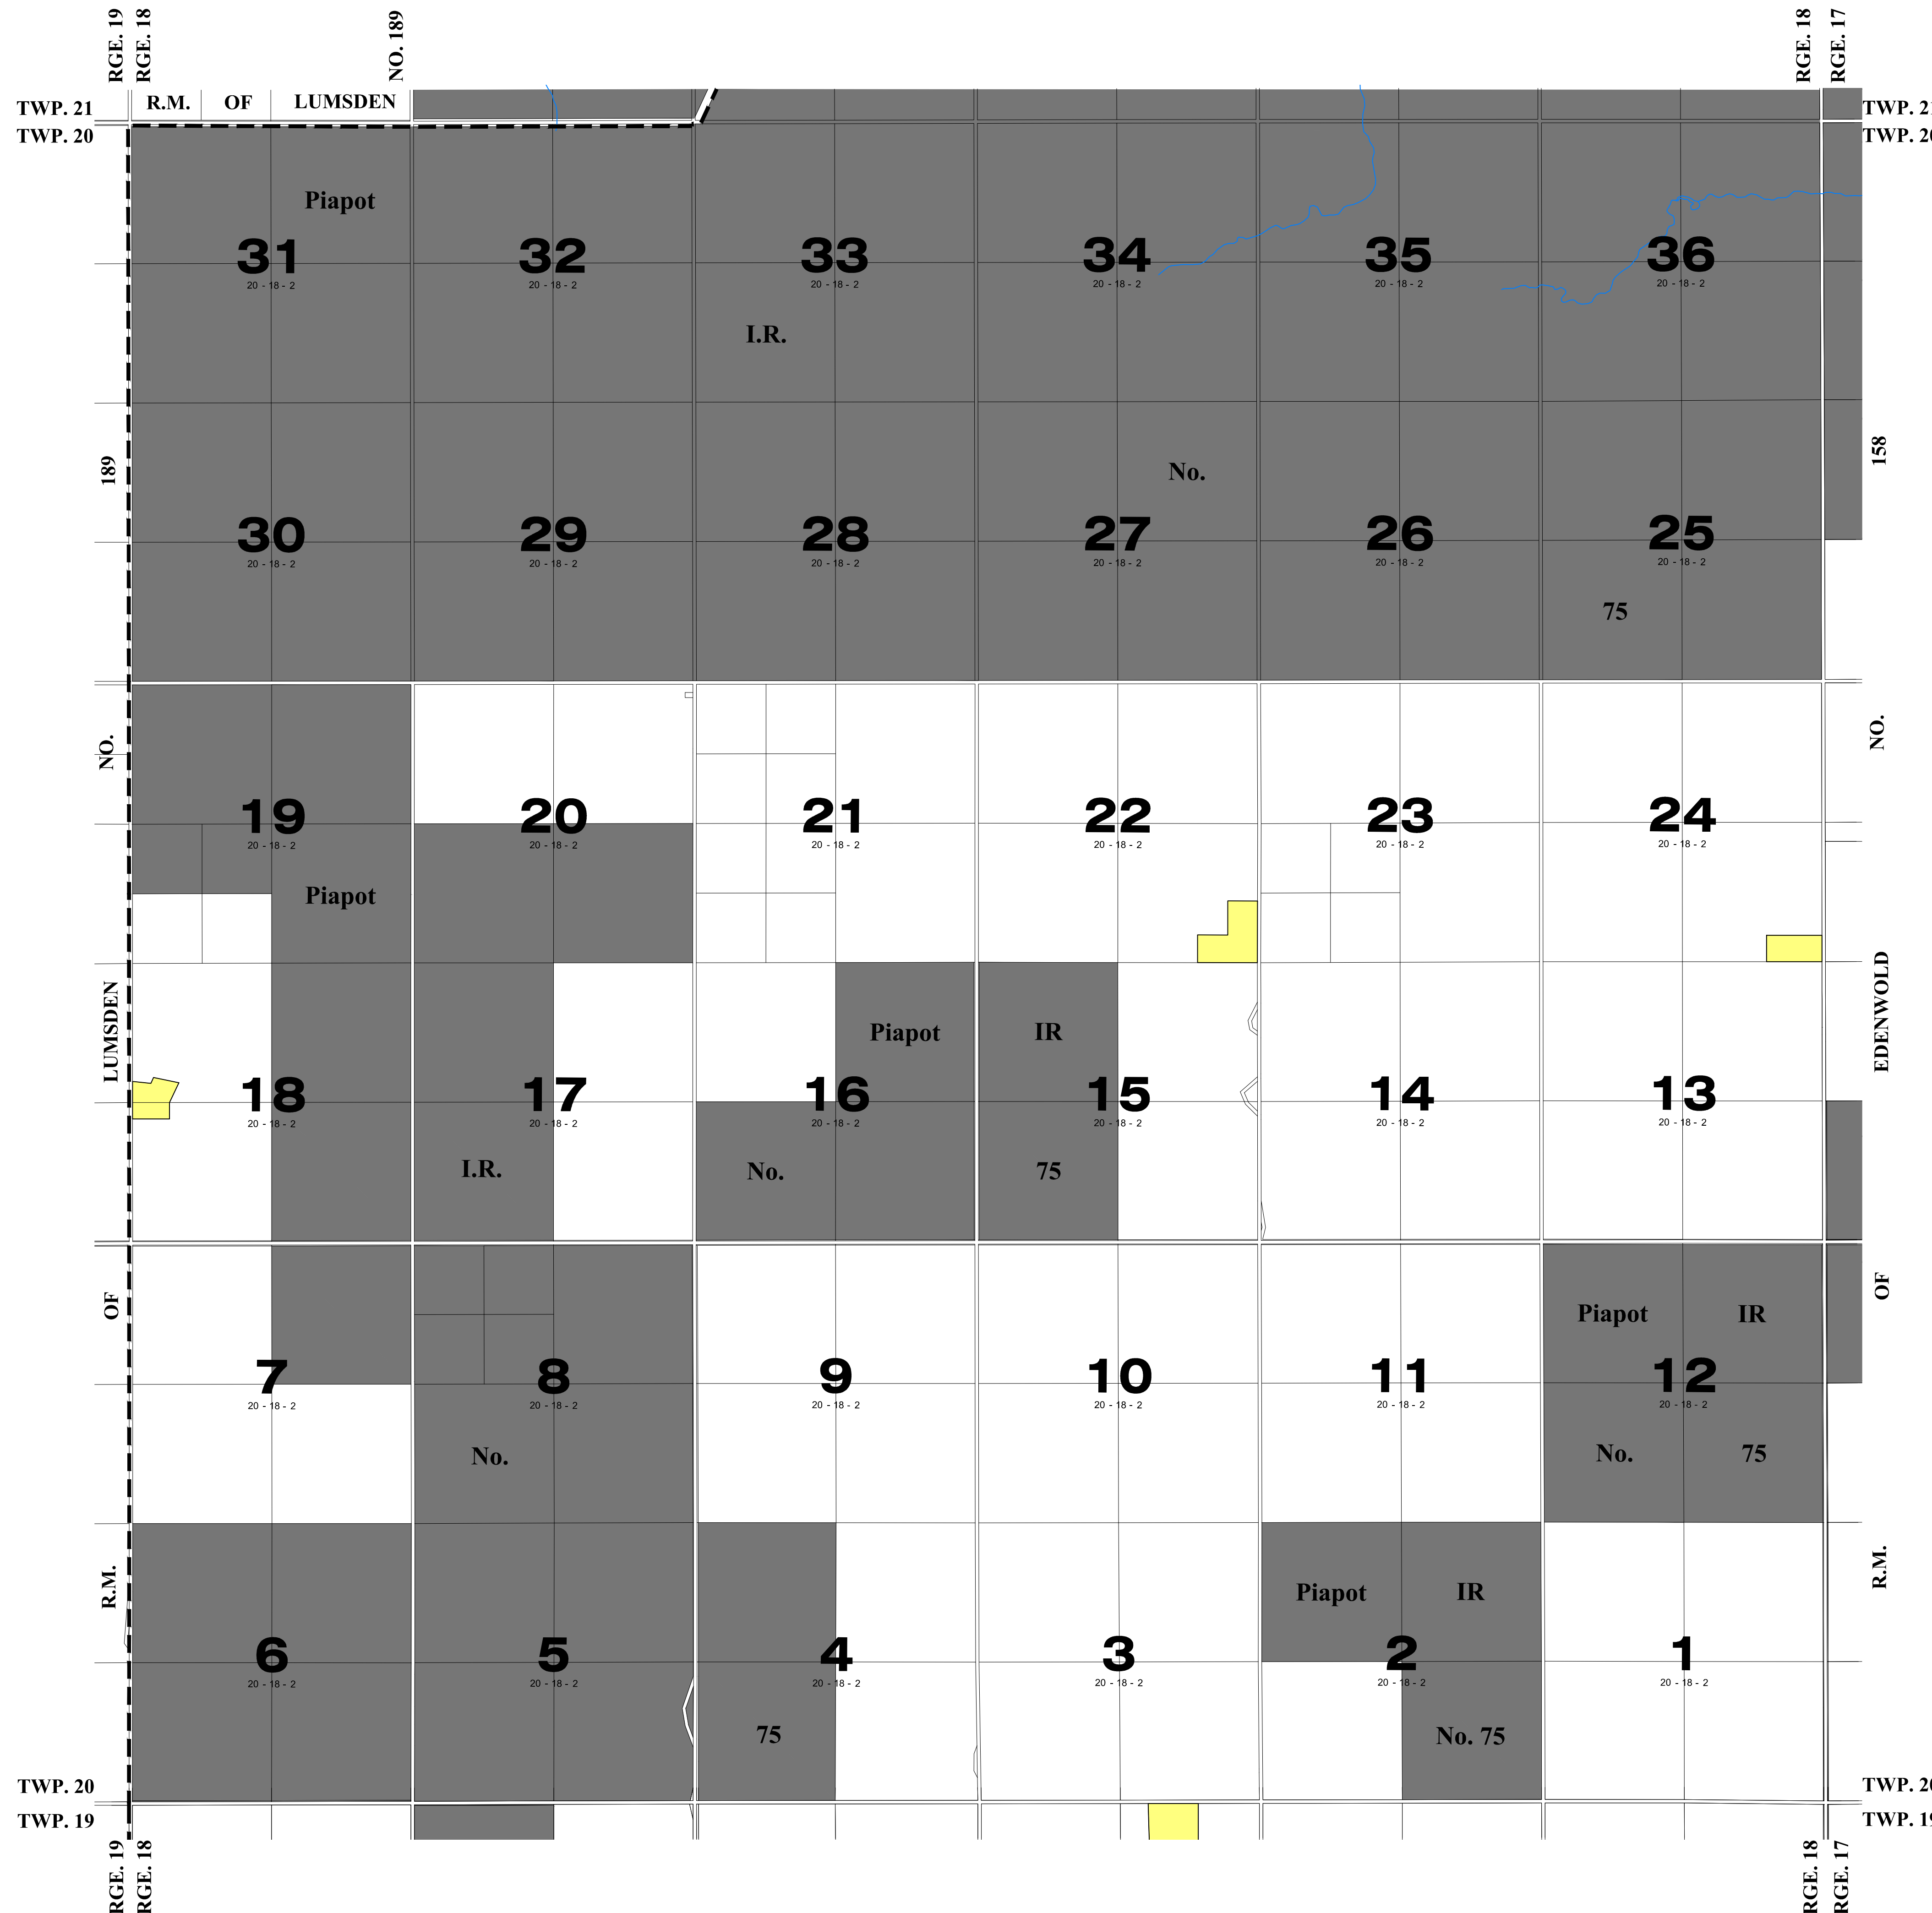 RGE. 19
RGE. 18
NO. 189
RGE. 18
RGE. 17
TWP. 21
R.M. OF LUMSDEN
TWP. 20
TWP. 20
Piapot
31 32 33 34 35 36
20 - 18 - 2 20 - 18 - 2 20 - 18 - 2 20 - 18 - 2 20 - 18 - 2 20 - 18 - 2
I.R.
189
158
No.
30 29 28 27 26 25
20 - 18 - 2 20 - 18 - 2 20 - 18 - 2 20 - 18 - 2 20 - 18 - 2 20 - 18 - 2
75
NO.
NO.
19 20 21 22 23 24
20 - 18 - 2 20 - 18 - 2 20 - 18 - 2 20 - 18 - 2 20 - 18 - 2 20 - 18 - 2
Piapot
LUMSDEN
EDENWOLD
Piapot IR
18 17 16 15 14 13
20 - 18 - 2 20 - 18 - 2 20 - 18 - 2 20 - 18 - 2 20 - 18 - 2 20 - 18 - 2
I.R. No. 75
OF
OF
Piapot IR
7 8 9 10 11 12
20 - 18 - 2 20 - 18 - 2 20 - 18 - 2 20 - 18 - 2 20 - 18 - 2 20 - 18 - 2
No. No. 75
R.M.
R.M.
Piapot IR
6 5 4 3 2 1
20 - 18 - 2 20 - 18 - 2 20 - 18 - 2 20 - 18 - 2 20 - 18 - 2 20 - 18 - 2
75 No. 75
TWP. 20
TWP. 19
RGE. 19
RGE. 18
RGE. 18
RGE. 17